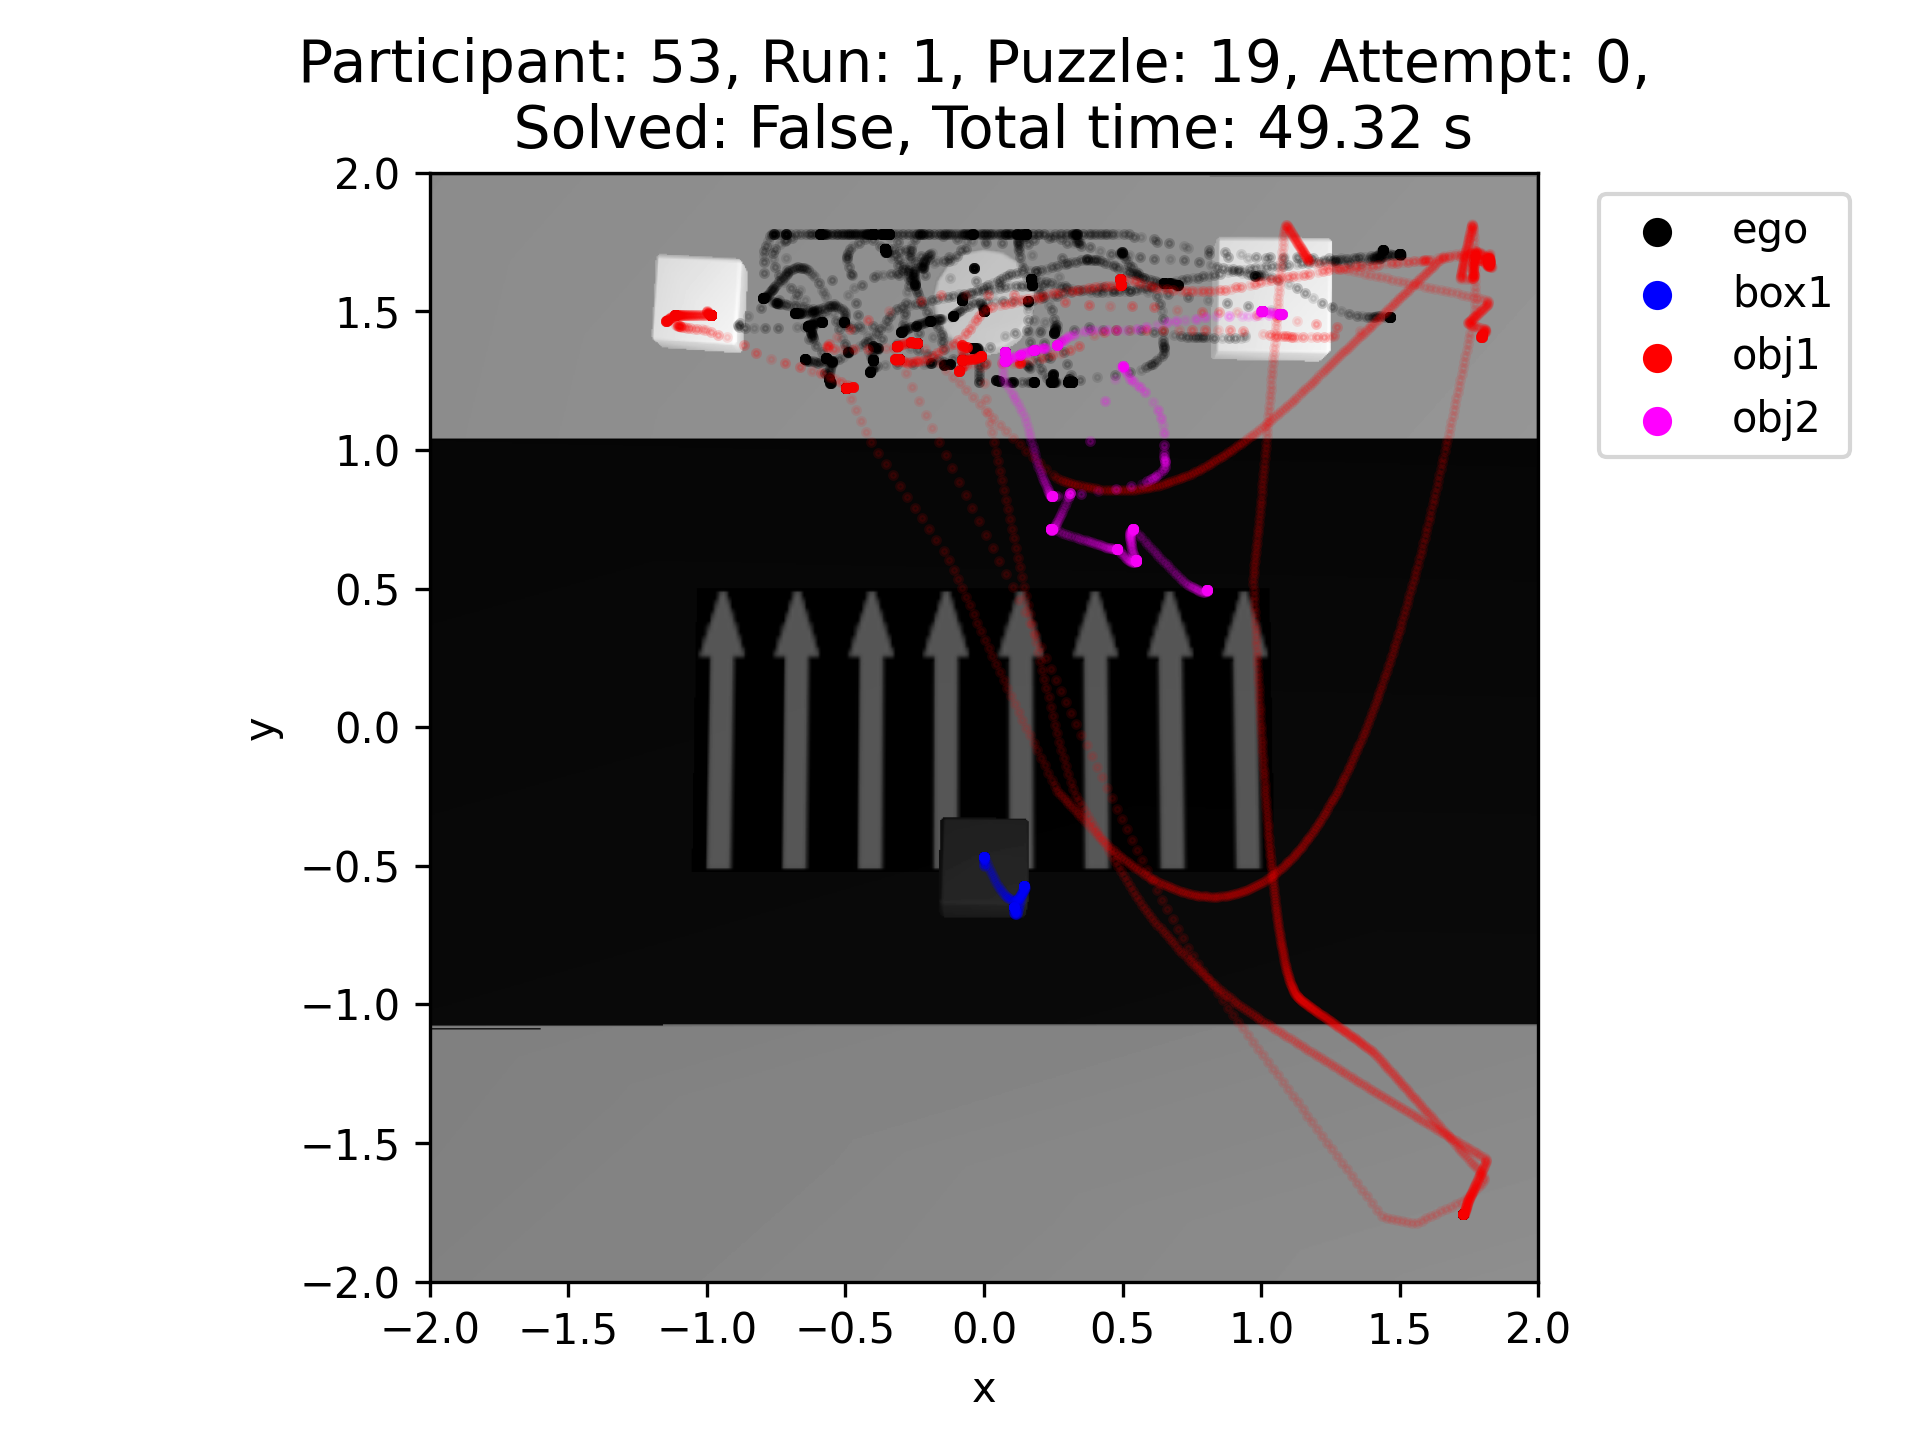 Participant: 53, Run: 1, Puzzle: 19, Attempt: 0,
Solved: False, Total time: 49.32 s
2.0
1.5
1.0
0.5
0.0
−0.5
−1.0
−1.5
−2.0
y
−2.0 −1.5 −1.0 −0.5 0.0 0.5 1.0 1.5 2.0
x
ego
box1
obj1
obj2